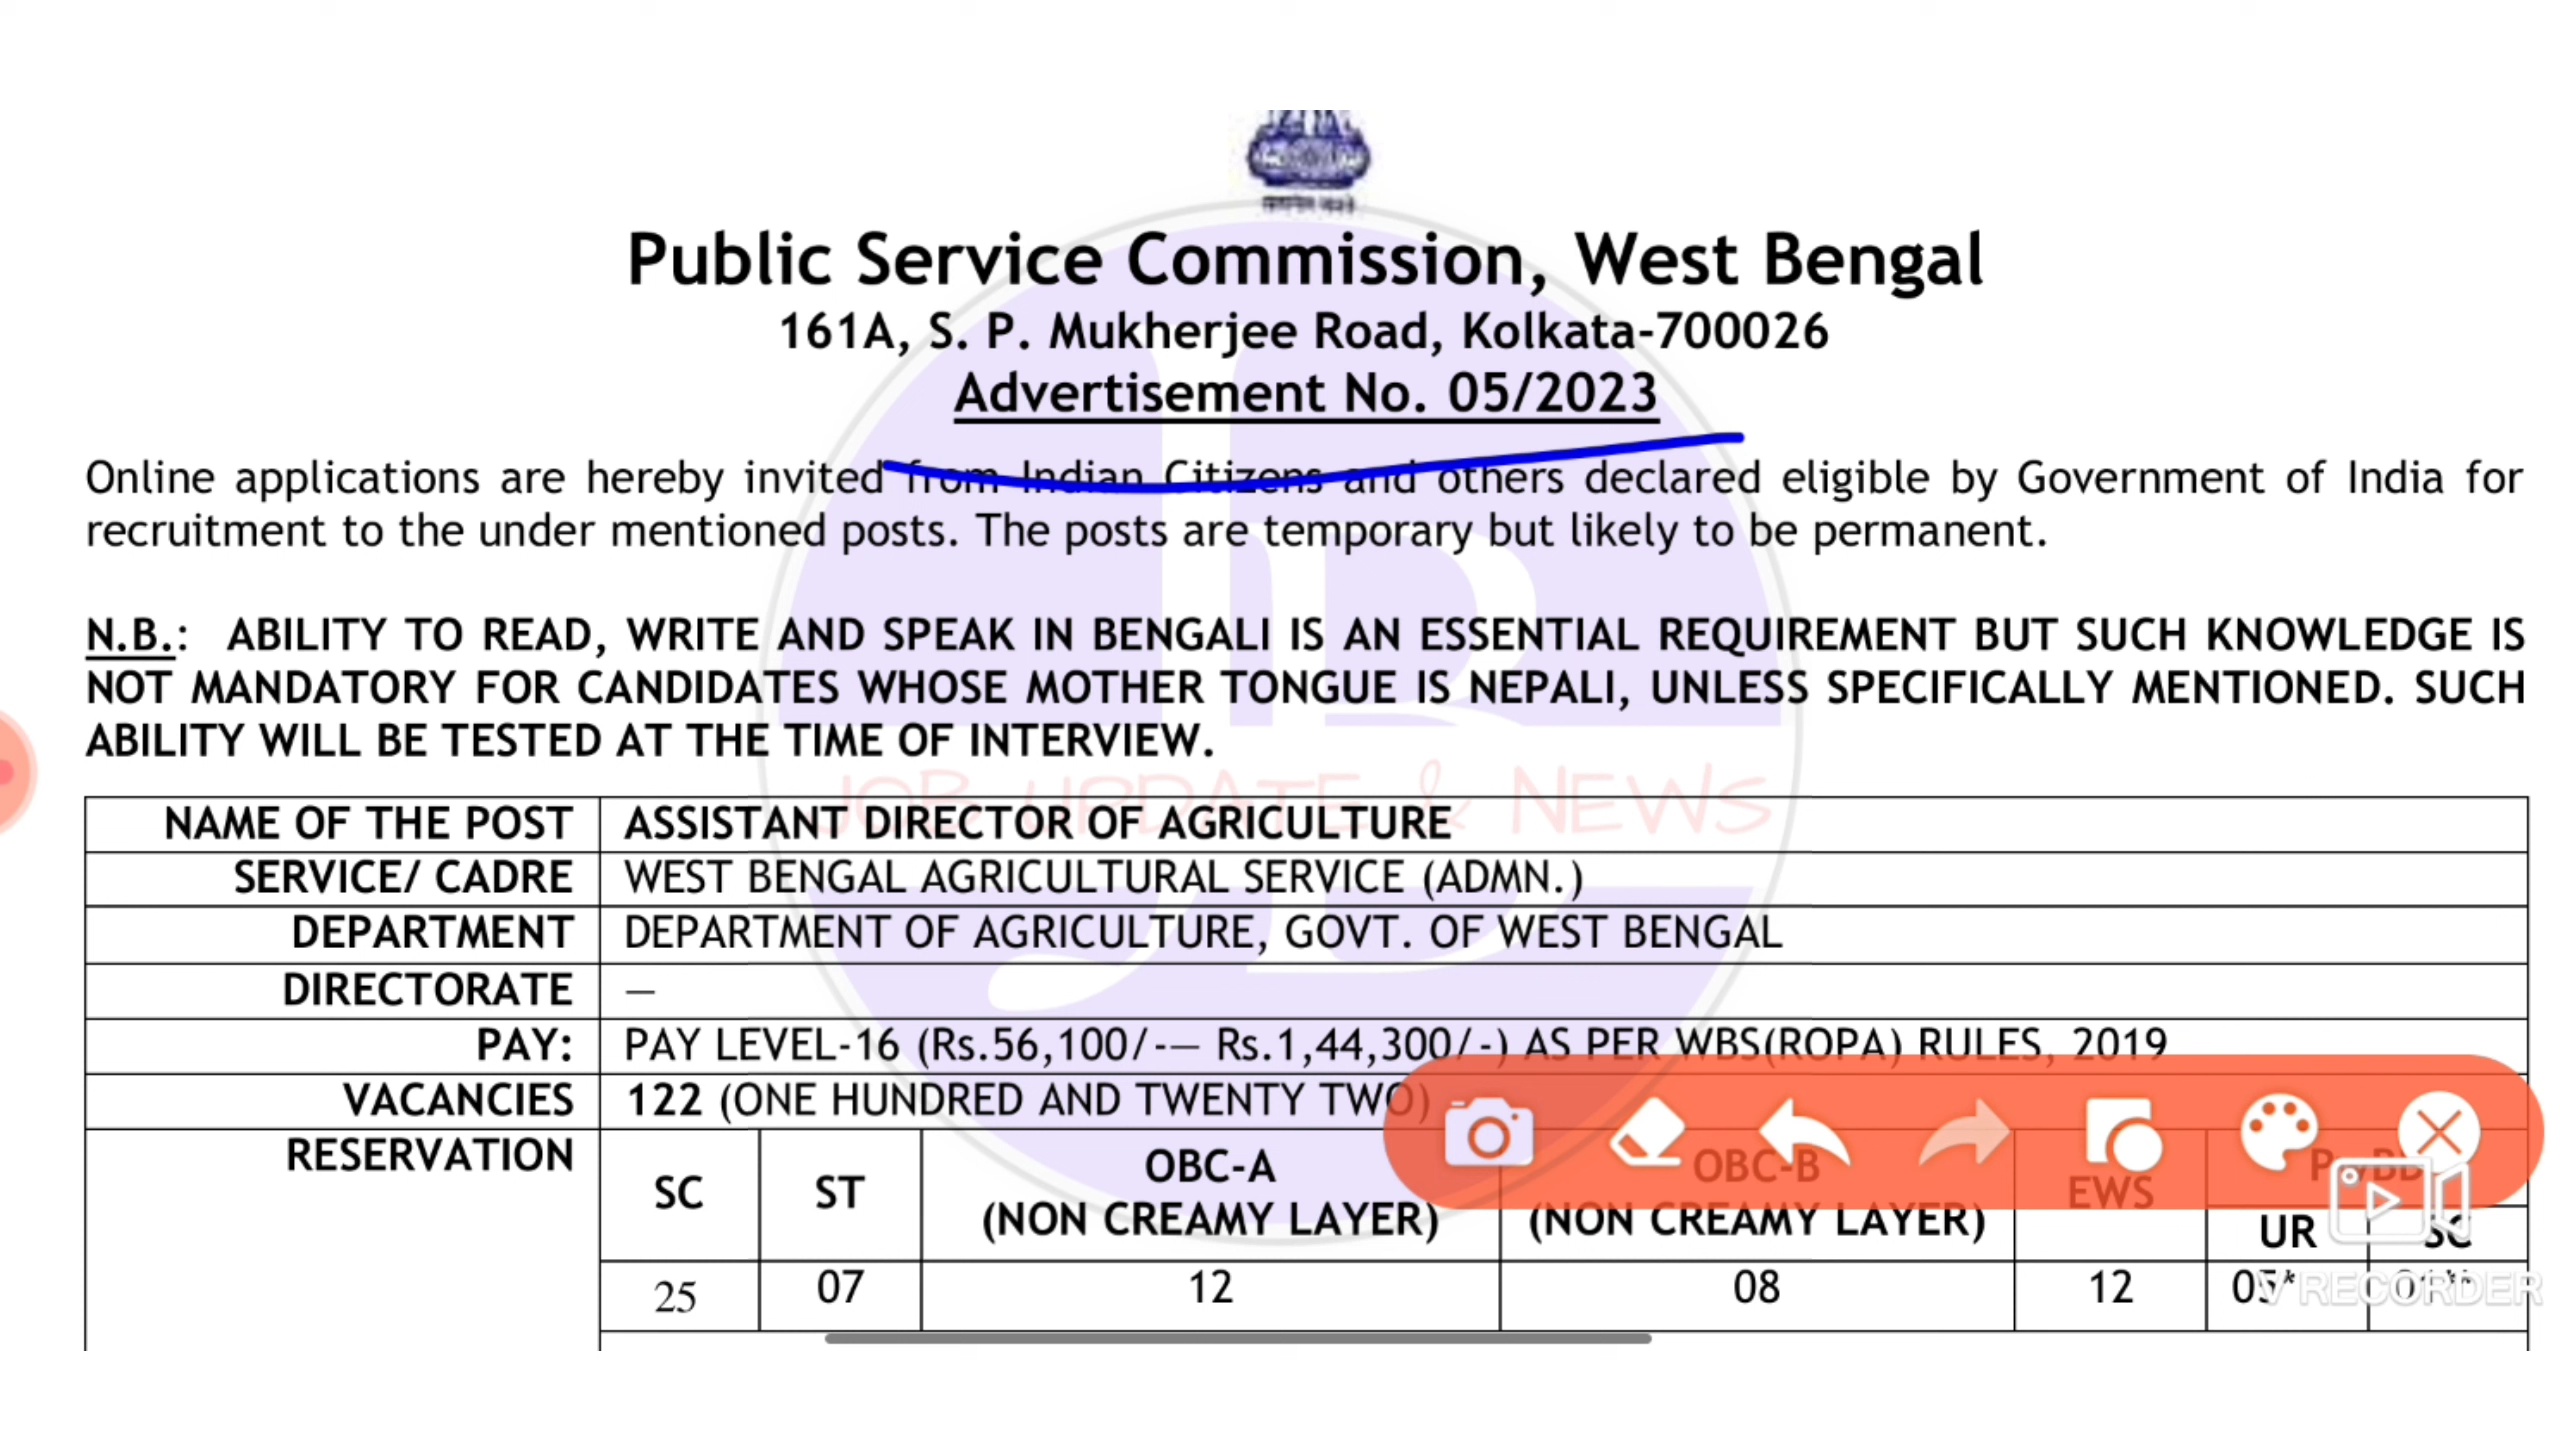 Public Service Commission, West Bengal
161A, S. P. Mukherjee Road, Kolkata-700026
Advertisement No. 05/2023
Online applications are hereby invited from Indian Citizens and others declared eligible by Government of India for
recruitment to the under mentioned posts. The posts are temporary but likely to be permanent.
N.B.: ABILITY TO READ, WRITE AND SPEAK IN BENGALI IS AN ESSENTIAL REQUIREMENT BUT SUCH KNOWLEDGE IS
NOT MANDATORY FOR CANDIDATES WHOSE MOTHER TONGUE IS NEPALI, UNLESS SPECIFICALLY MENTIONED. SUCH
ABILITY WILL BE TESTED AT THE TIME OF INTERVIEW.
JOB UPDATE & NEWS
NAME OF THE POST ASSISTANT DIRECTOR OF AGRICULTURE
SERVICE/ CADRE WEST BENGAL AGRICULTURAL SERVICE (ADMN.)
DEPARTMENT DEPARTMENT OF AGRICULTURE, GOVT. OF WEST BENGAL
DIRECTORATE —
PAY: PAY LEVEL-16 (Rs.56,100/-— Rs.1,44,300/-) AS PER WBS(ROPA) RULES, 2019
VACANCIES 122 (ONE HUNDRED AND TWENTY TWO)
RESERVATION
SC ST OBC-A OBC-B EWS
(NON CREAMY LAYER) (NON CREAMY LAYER)
UR SC
25 07 12 08 12 05*
V RECORDER